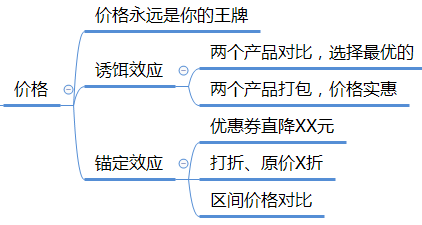 价格
价格永远是你的王牌
诱饵效应
两个产品对比，选择最优的
两个产品打包，价格实惠
锚定效应
优惠券直降XX元
打折、原价X折
区间价格对比